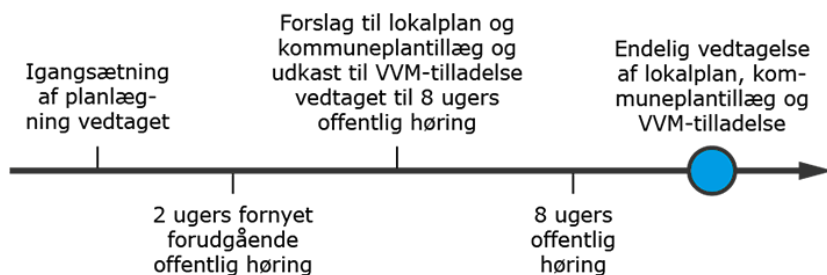 Igangsætning
af planlæg-
ning vedtaget
2 ugers fornyet
forudgående
offentlig høring
Forslag til lokalplan og
kommuneplantillæg og
udkast til VVM-tilladelse
vedtaget til 8 ugers
offentlig høring
8 ugers
offentlig
høring
Endelig vedtagelse
af lokalplan, kom-
muneplantillæg og
VVM-tilladelse